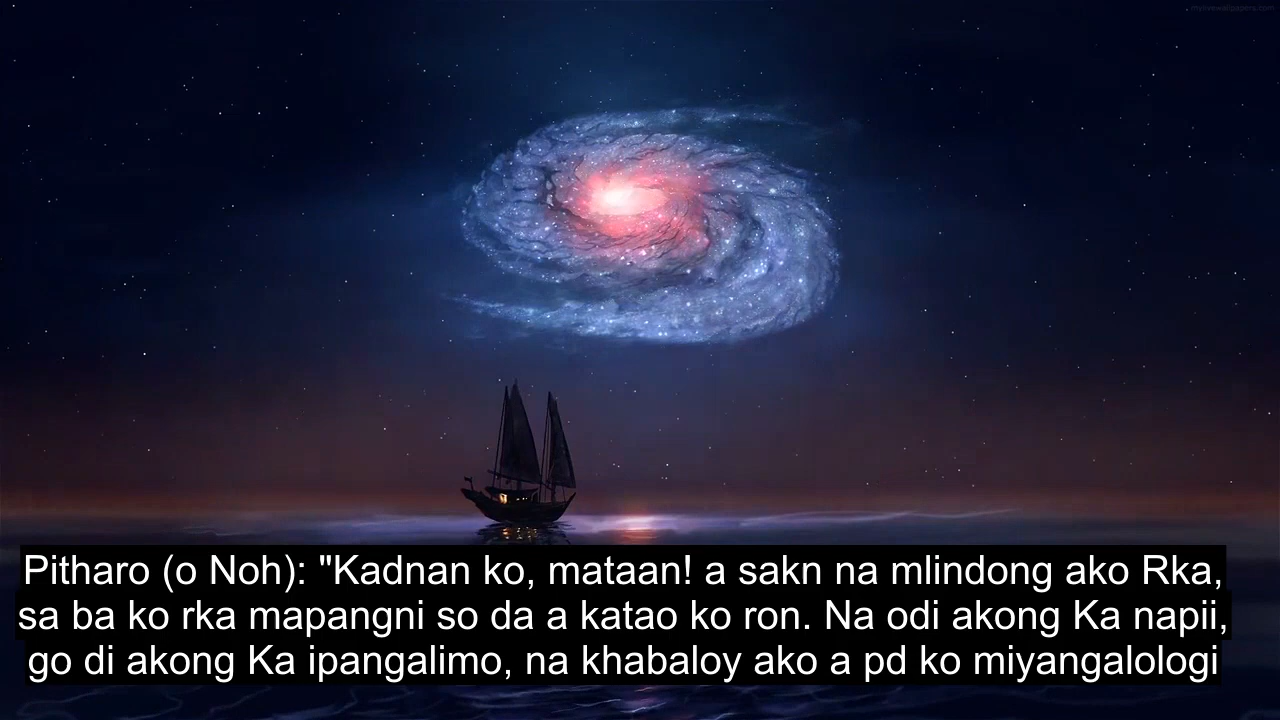 Pitharo (o Noh): "Kadnan ko, mataan! a sakn na mlindong ako Rka,
sa ba ko rka mapangni so da a katao ko ron. Na odi akong Ka napii,
go di akong Ka ipangalimo, na khabaloy ako a pd ko miyangalologi